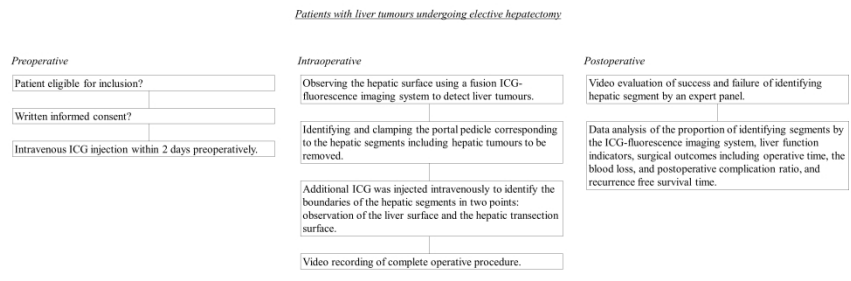 Patients with liver tumours undergoing elective hepatectomy
Preoperative
Patient eligible for inclusion?
Written informed consent?
Intravenous ICG injection within 2 days preoperatively.
Intraoperative
Observing the hepatic surface using a fusion ICG-
fluorescence imaging system to detect liver tumours.
Identifying and clamping the portal pedicle corresponding
to the hepatic segments including hepatic tumours to be
removed.
Additional ICG was injected intravenously to identify the
boundaries of the hepatic segments in two points:
observation of the liver surface and the hepatic transection
surface.
Video recording of complete operative procedure.
Postoperative
Video evaluation of success and failure of identifying
hepatic segment by an expert panel.
Data analysis of the proportion of identifying segments by
the ICG-fluorescence imaging system, liver function
indicators, surgical outcomes including operative time, the
blood loss, and postoperative complication ratio, and
recurrence free survival time.